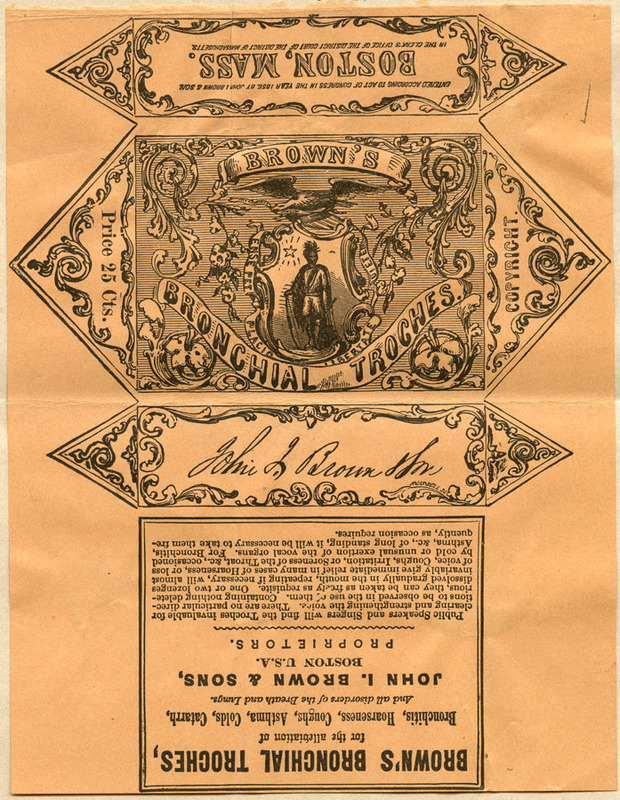 ENTERED ACCORDING TO ACT OF CONGRESS IN THE YEAR 1856, BY JOHN I BROWN & SON
BOSTON, MASS.
IN THE CLERK'S OFFICE OF THE DISTRICT COURT OF THE DISTRICT OF MASSACHUSETTS.
BROWN'S
BRONCHIAL TROCHES.
Price 25 Cts.
COPYRIGHT.
John I Brown & Son
BROWN'S BRONCHIAL TROCHES,
for the alleviation of
Bronchitis, Hoarseness, Coughs, Asthma, Colds, Catarrh,
And all disorders of the Breath and Lungs.
JOHN I. BROWN & SONS,
BOSTON U.S.A.
PROPRIETORS.
Public Speakers and Singers will find the Troches invaluable for
clearing and strengthening the voice. There are no particular direc-
tions to be observed in the use of them. Containing nothing delete-
rious, they can be taken as freely as requisite. One or two lozenges
dissolved gradually in the mouth, repeating if necessary, will almost
invariably give immediate relief in many cases of Hoarseness, or loss
of voice, Coughs, Irritation, or Soreness of the Throat, &c., occasioned
by cold or unusual exertion of the vocal organs. For Bronchitis,
Asthma, &c., of long standing, it will be necessary to take them fre-
quently, as occasion requires.